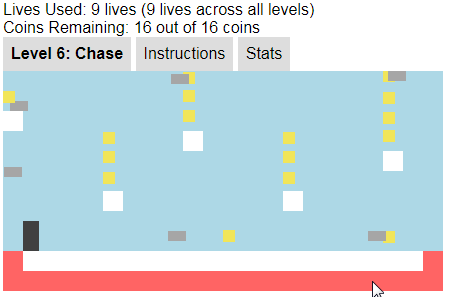 Lives Used: 9 lives (9 lives across all levels)
Coins Remaining: 16 out of 16 coins
Level 6: Chase Instructions Stats